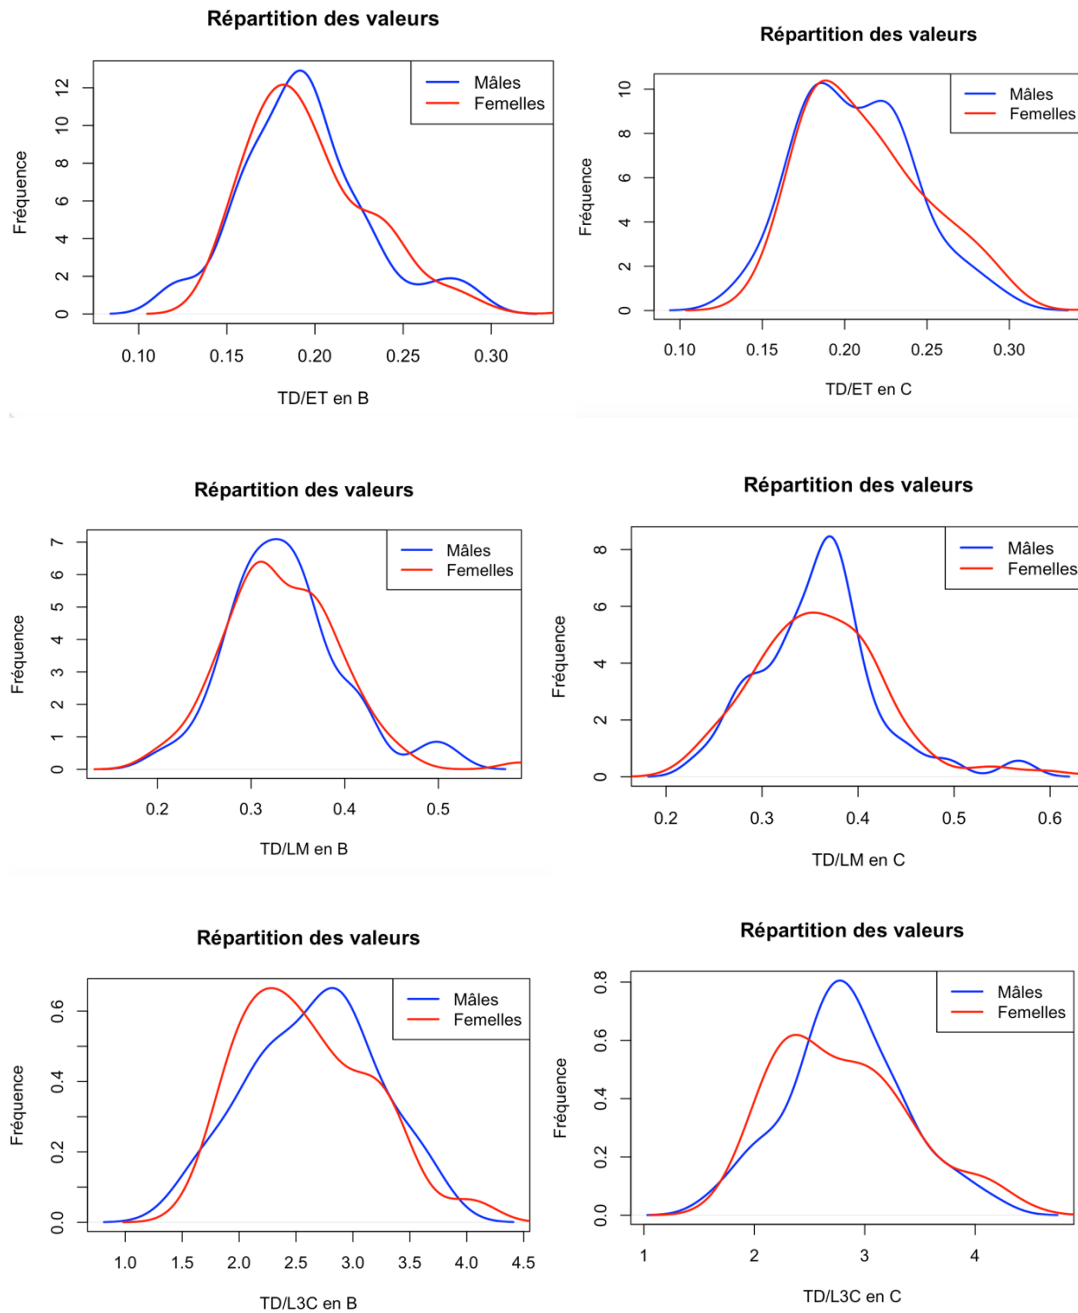 Répartition des valeurs
Mâles
Femelles
Fréquence
0 2 4 6 8 10 12
0.10 0.15 0.20 0.25 0.30
TD/ET en B
Répartition des valeurs
Mâles
Femelles
Fréquence
0 2 4 6 8 10
0.10 0.15 0.20 0.25 0.30
TD/ET en C
Répartition des valeurs
Mâles
Femelles
Fréquence
0 1 2 3 4 5 6 7
0.2 0.3 0.4 0.5
TD/LM en B
Répartition des valeurs
Mâles
Femelles
Fréquence
0 2 4 6 8
0.2 0.3 0.4 0.5 0.6
TD/LM en C
Répartition des valeurs
Mâles
Femelles
Fréquence
0.0 0.2 0.4 0.6
1.0 1.5 2.0 2.5 3.0 3.5 4.0 4.5
TD/L3C en B
Répartition des valeurs
Mâles
Femelles
Fréquence
0.0 0.2 0.4 0.6 0.8
1 2 3 4
TD/L3C en C